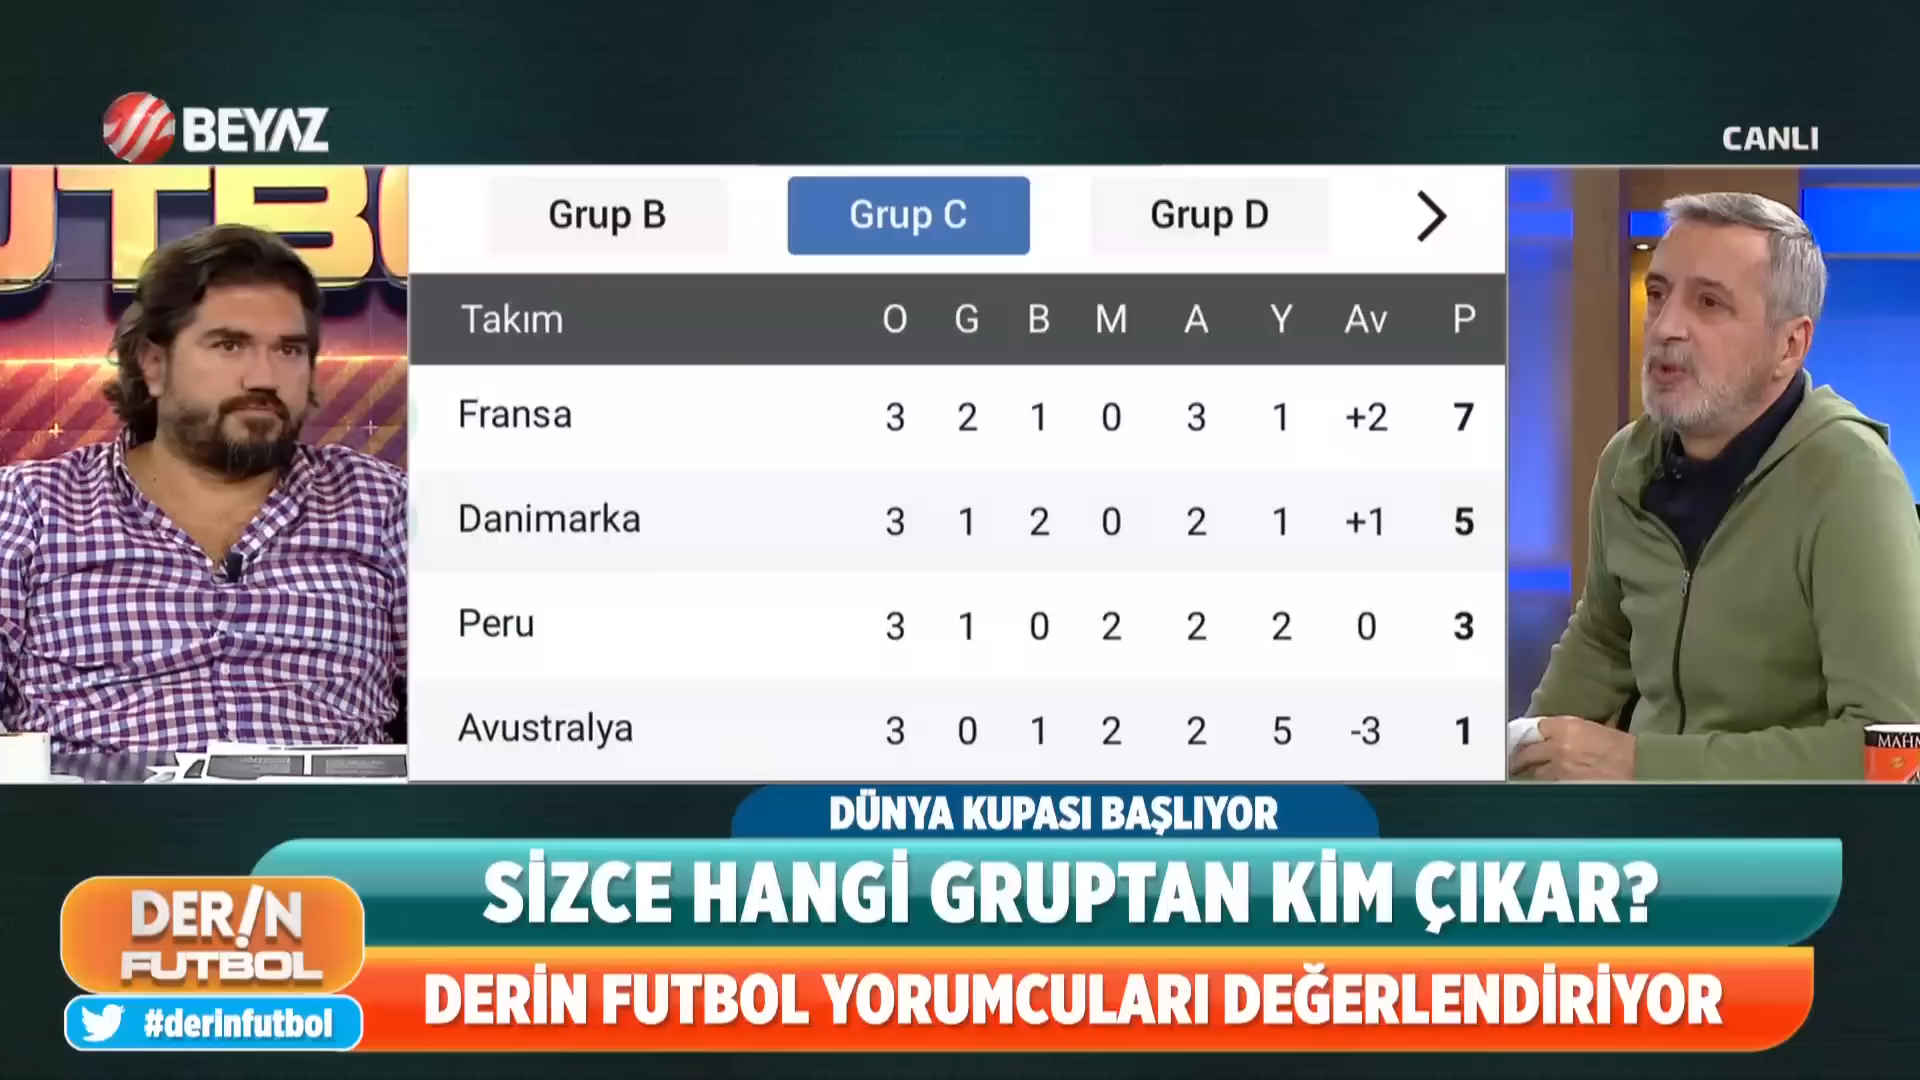 BEYAZ
CANLI
UTBO
Grup B Grup C Grup D
Takım O G B M A Y Av P
Fransa 3 2 1 0 3 1 +2 7
Danimarka 3 1 2 0 2 1 +1 5
Peru 3 1 0 2 2 2 0 3
Avustralya 3 0 1 2 2 5 -3 1
MAHM
DÜNYA KUPASI BAŞLIYOR
SİZCE HANGİ GRUPTAN KİM ÇIKAR?
DERİN FUTBOL YORUMCULARI DEĞERLENDİRİYOR
DER!N
FUTBOL
#derinfutbol